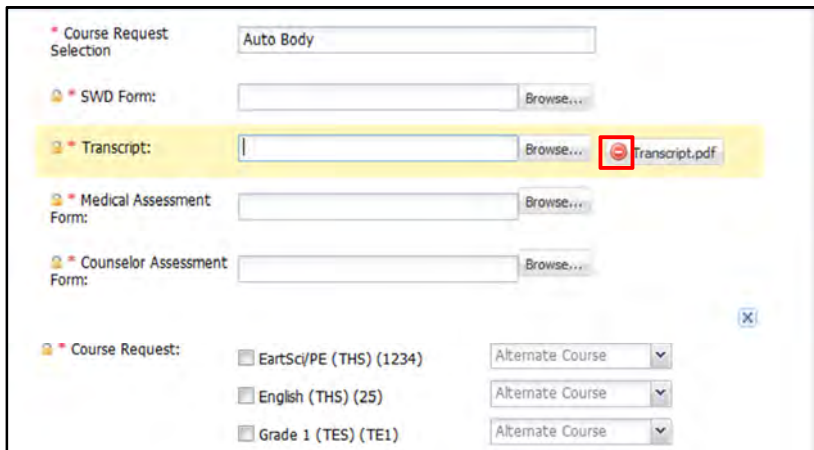 * Course Request
Selection
Auto Body
* SWD Form:
Browse...
* Transcript:
Browse...
Transcript.pdf
* Medical Assessment
Form:
Browse...
* Counselor Assessment
Form:
Browse...
* Course Request:
EartSci/PE (THS) (1234)
Alternate Course
English (THS) (25)
Alternate Course
Grade 1 (TES) (TE1)
Alternate Course